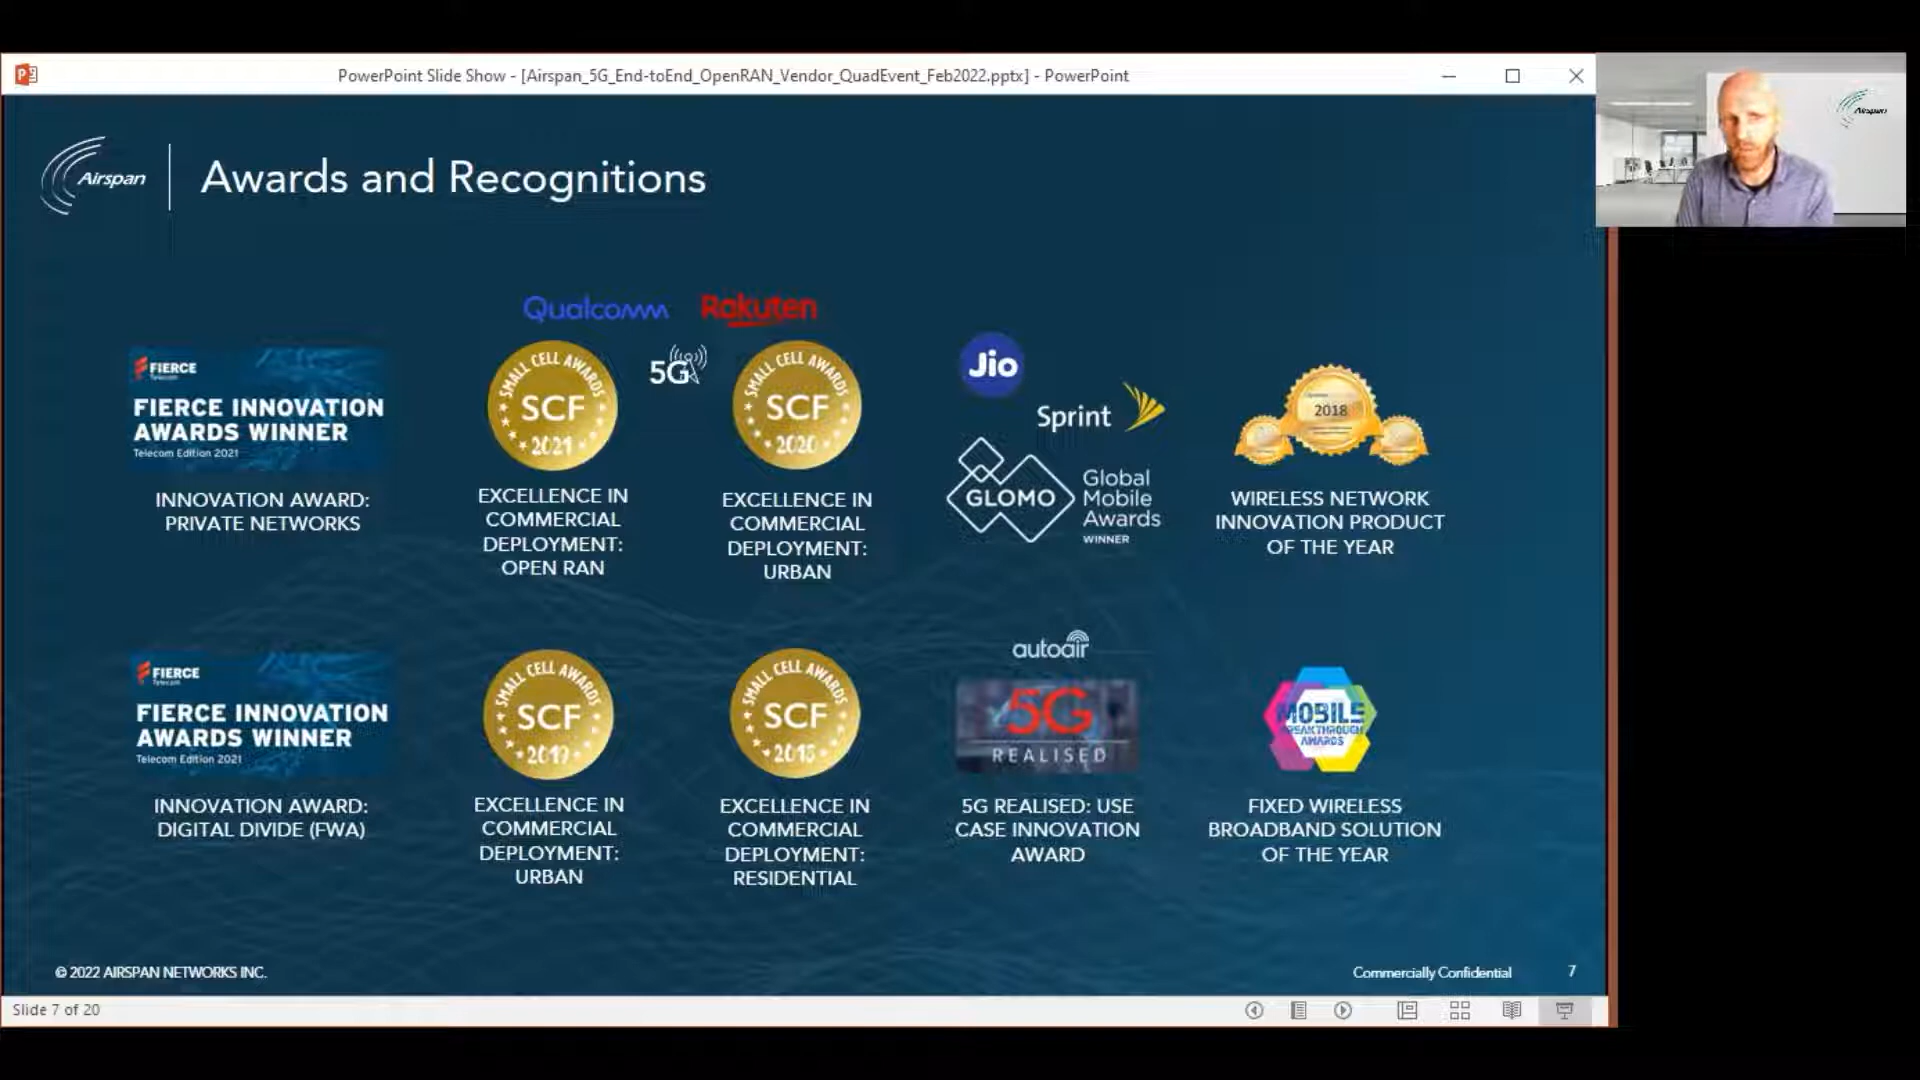 PowerPoint Slide Show - [Airspan_5G_End-toEnd_OpenRAN_Vendor_QuadEvent_Feb2022.pptx] - PowerPoint
Airspan
Awards and Recognitions
Airspan
Qualcomm
Rakuten
FIERCE
Telecom
FIERCE INNOVATION
AWARDS WINNER
Telecom Edition 2021
INNOVATION AWARD:
PRIVATE NETWORKS
SMALL CELL AWARDS
SCF
2021
EXCELLENCE IN
COMMERCIAL
DEPLOYMENT:
OPEN RAN
5G
SMALL CELL AWARDS
SCF
2020
EXCELLENCE IN
COMMERCIAL
DEPLOYMENT:
URBAN
Jio
Sprint
GLOMO
Global
Mobile
Awards
WINNER
2018
WIRELESS NETWORK
INNOVATION PRODUCT
OF THE YEAR
FIERCE
Telecom
FIERCE INNOVATION
AWARDS WINNER
Telecom Edition 2021
INNOVATION AWARD:
DIGITAL DIVIDE (FWA)
SMALL CELL AWARDS
SCF
EXCELLENCE IN
COMMERCIAL
DEPLOYMENT:
URBAN
SMALL CELL AWARDS
SCF
EXCELLENCE IN
COMMERCIAL
DEPLOYMENT:
RESIDENTIAL
autoair
5G
REALISED
5G REALISED: USE
CASE INNOVATION
AWARD
MOBILE
BREAKTHROUGH
AWARDS
FIXED WIRELESS
BROADBAND SOLUTION
OF THE YEAR
© 2022 AIRSPAN NETWORKS INC.
Commercially Confidential
7
Slide 7 of 20